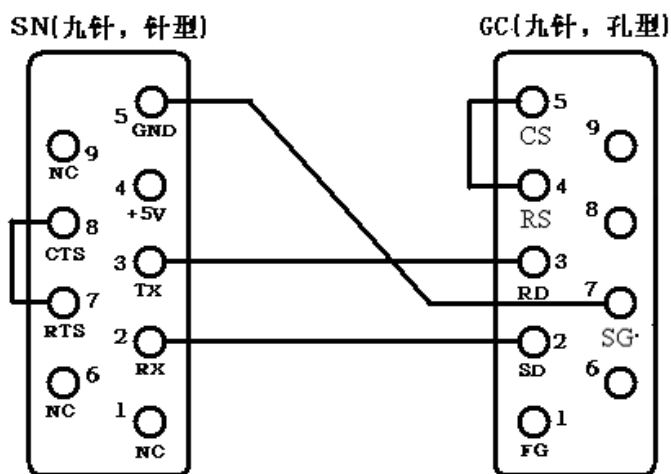 SN(九针，针型)
GC(九针，孔型)
5
GND
9
NC
4
+5V
8
CTS
3
TX
7
RTS
2
RX
6
NC
1
NC
5
CS
9
4
RS
8
3
RD
7
SG·
2
SD
6
1
FG